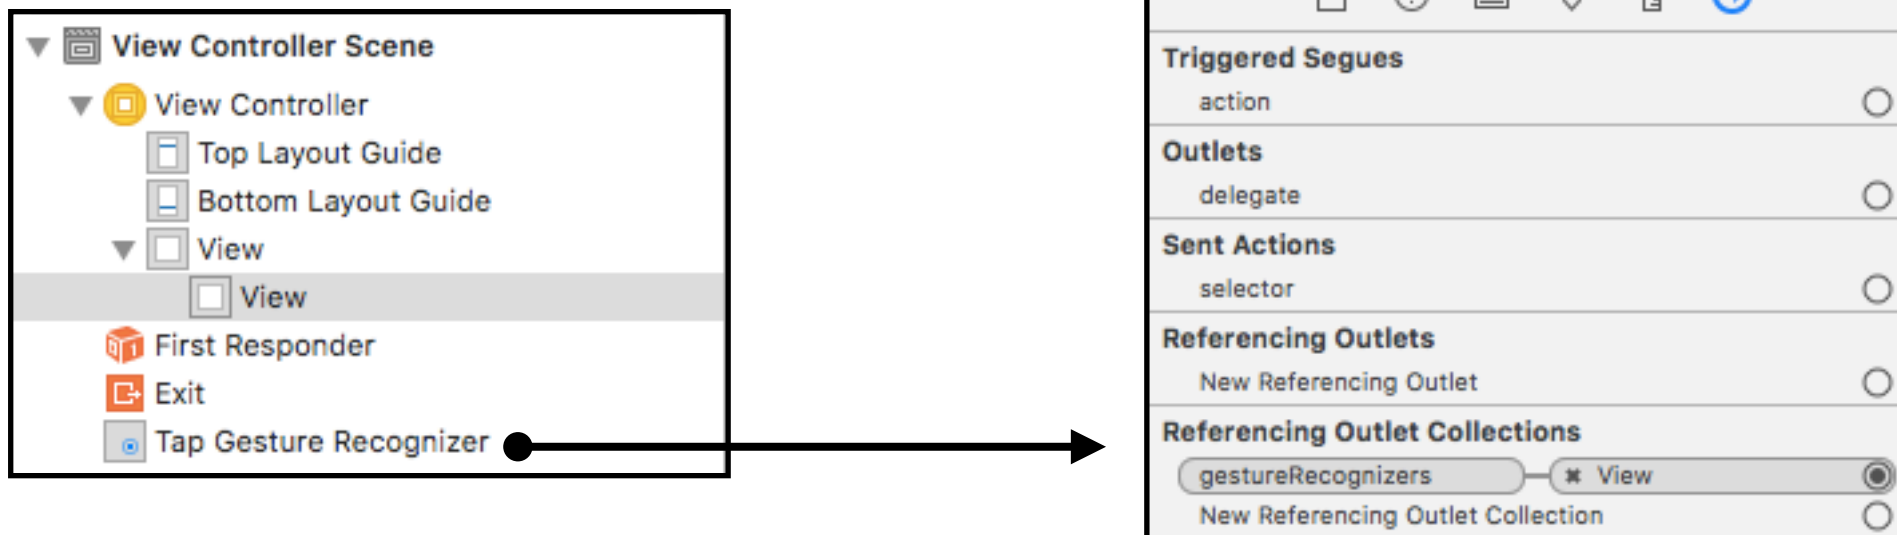 View Controller Scene
View Controller
Top Layout Guide
Bottom Layout Guide
View
View
First Responder
Exit
Tap Gesture Recognizer
Triggered Segues
action
Outlets
delegate
Sent Actions
selector
Referencing Outlets
New Referencing Outlet
Referencing Outlet Collections
gestureRecognizers View
New Referencing Outlet Collection